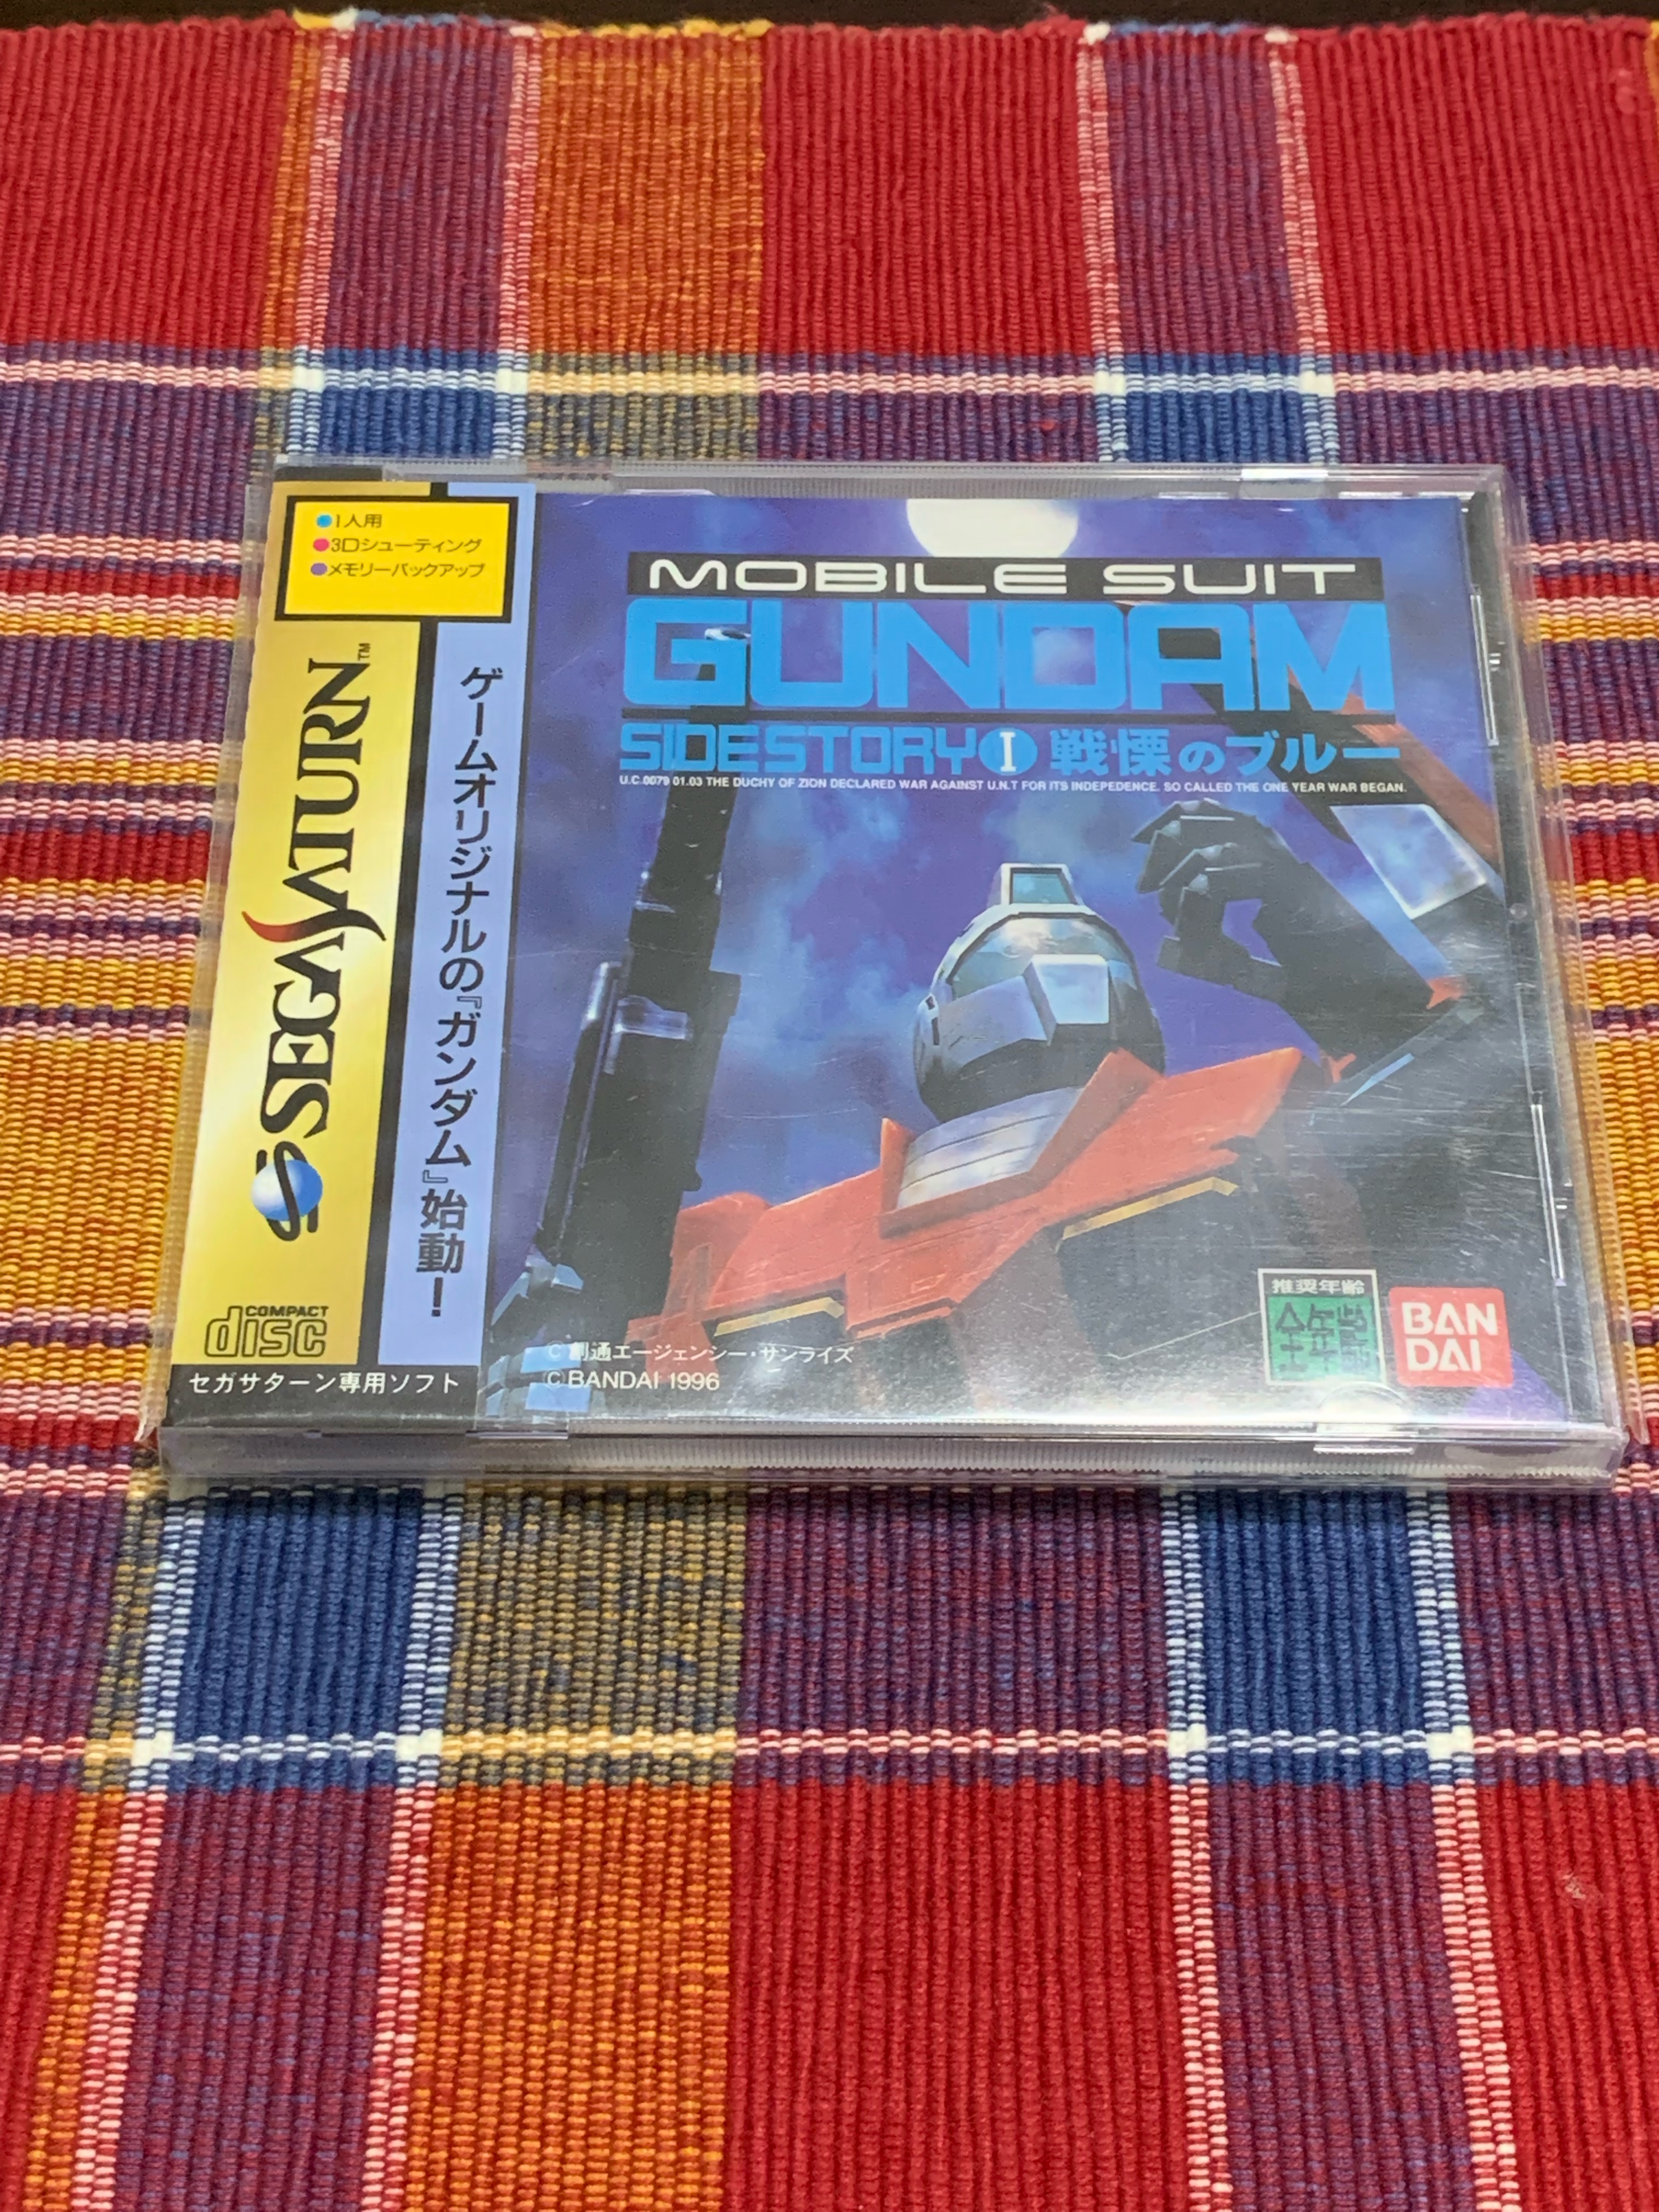 ●1人用
●3Dシューティング
●メモリーバックアップ
SEGA SATURN™
ゲームオリジナルの『ガンダム』始動！
COMPACT
disc
セガサターン専用ソフト
MOBILE SUIT
GUNDAM
SIDE STORY I 戦慄のブルー
U.C.0079 01.03 THE DUCHY OF ZION DECLARED WAR AGAINST U.N.T FOR ITS INDEPEDENCE. SO CALLED THE ONE YEAR WAR BEGAN.
推奨年齢
全年齢
BAN
DAI
©創通エージェンシー・サンライズ
©BANDAI 1996